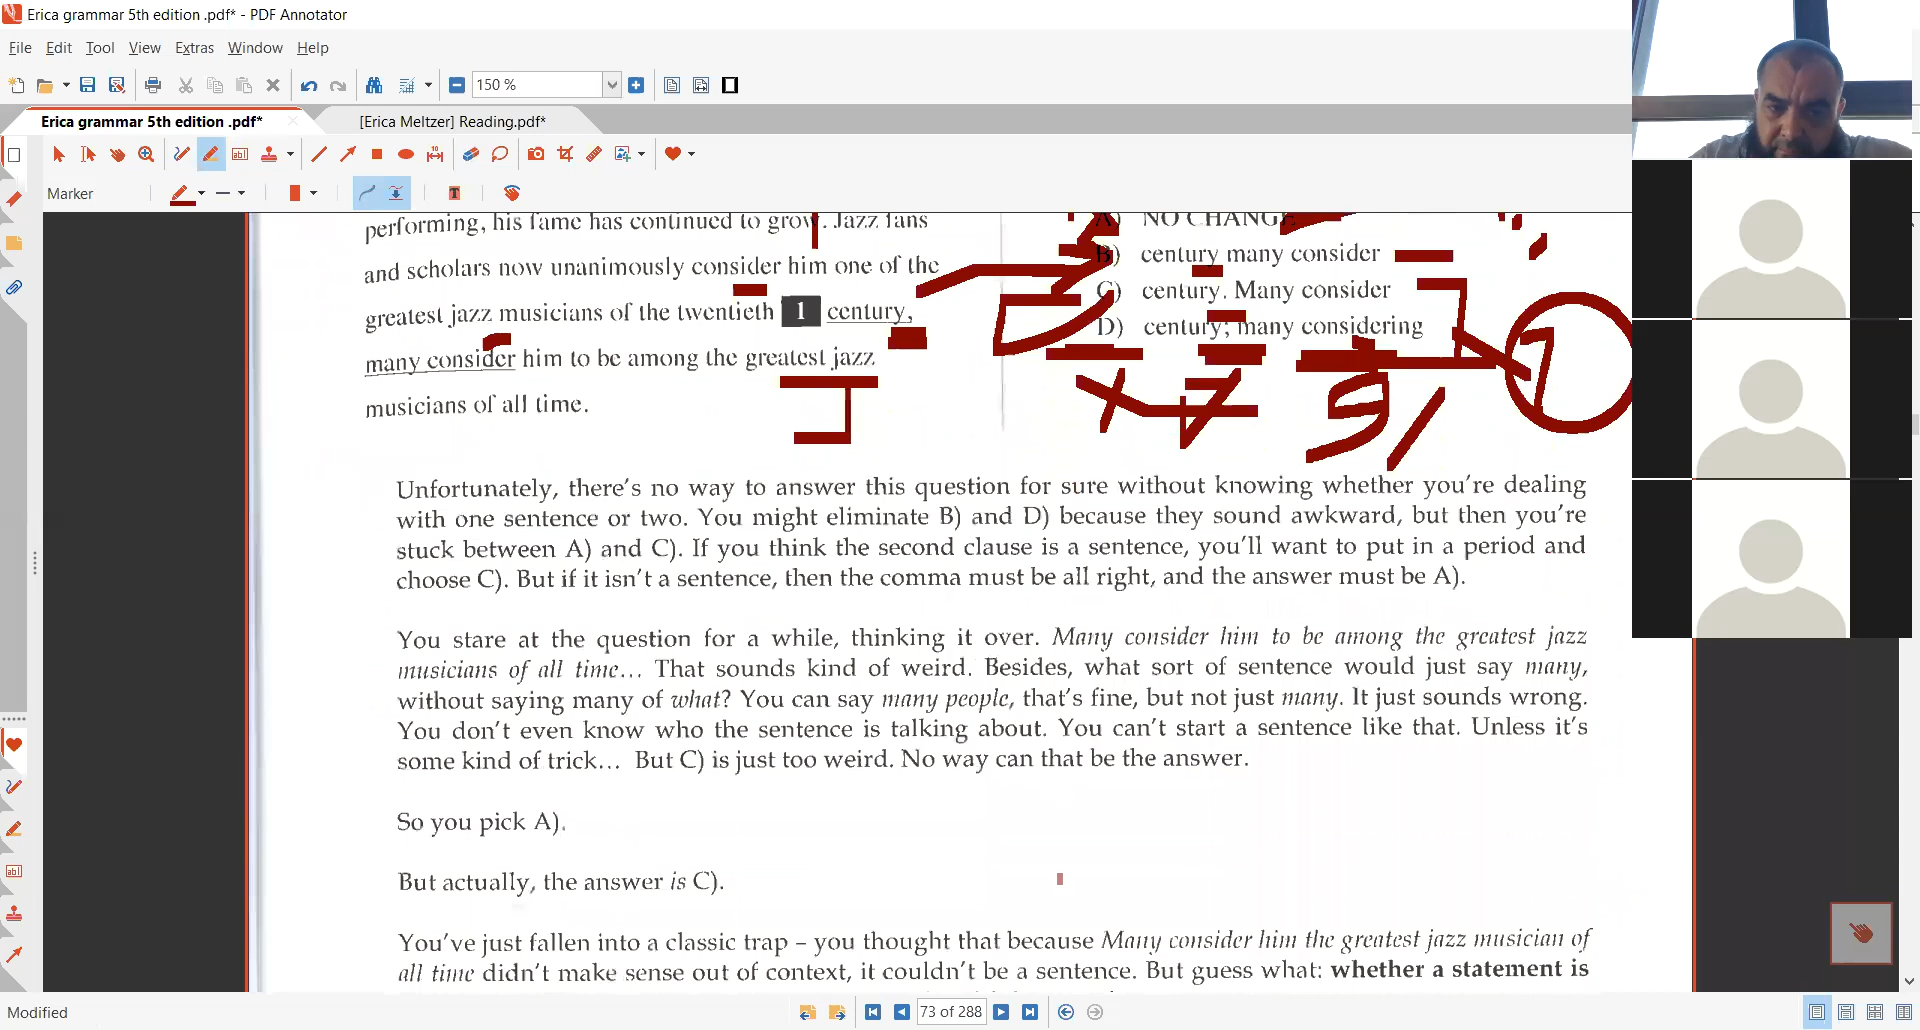 Erica grammar 5th edition .pdf* - PDF Annotator
File Edit Tool View Extras Window Help
150 %
Erica grammar 5th edition .pdf*
[Erica Meltzer] Reading.pdf*
Marker
performing, his fame has continued to grow. Jazz fans
and scholars now unanimously consider him one of the
greatest jazz musicians of the twentieth 1 century,
many consider him to be among the greatest jazz
musicians of all time.
A) NO CHANGE
B) century many consider
C) century. Many consider
D) century; many considering
Unfortunately, there's no way to answer this question for sure without knowing whether you're dealing
with one sentence or two. You might eliminate B) and D) because they sound awkward, but then you're
stuck between A) and C). If you think the second clause is a sentence, you'll want to put in a period and
choose C). But if it isn't a sentence, then the comma must be all right, and the answer must be A).
You stare at the question for a while, thinking it over. Many consider him to be among the greatest jazz
musicians of all time... That sounds kind of weird. Besides, what sort of sentence would just say many,
without saying many of what? You can say many people, that's fine, but not just many. It just sounds wrong.
You don't even know who the sentence is talking about. You can't start a sentence like that. Unless it's
some kind of trick... But C) is just too weird. No way can that be the answer.
So you pick A).
But actually, the answer is C).
You've just fallen into a classic trap – you thought that because Many consider him the greatest jazz musician of
all time didn't make sense out of context, it couldn't be a sentence. But guess what: whether a statement is
Modified
73 of 288